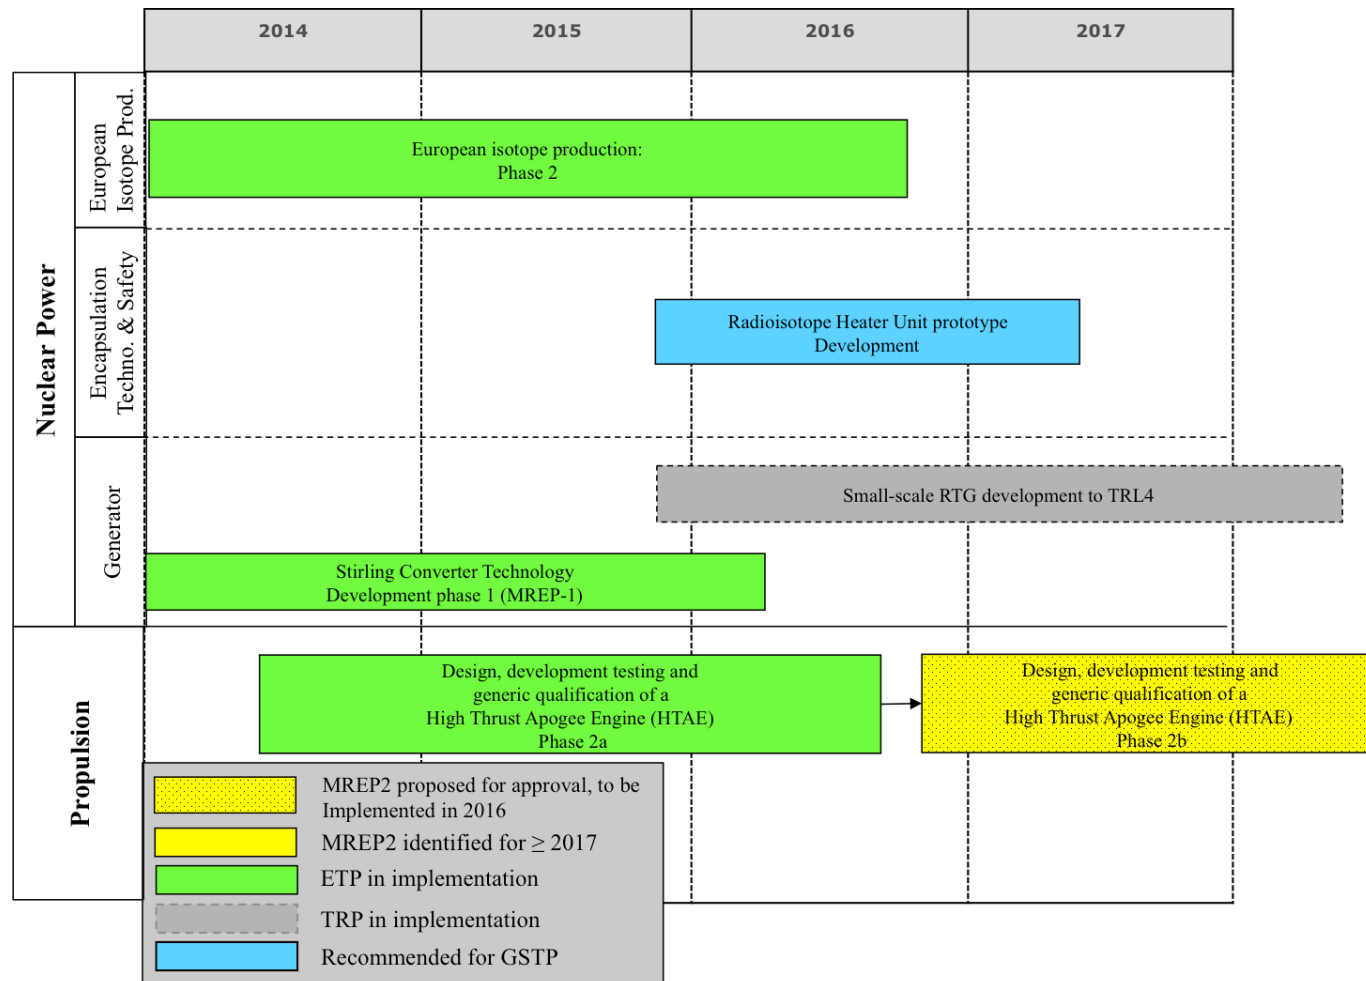 2014
2015
2016
2017
Nuclear Power
European
Isotope Prod.
European isotope production:
Phase 2
Encapsulation
Techno. & Safety
Radioisotope Heater Unit prototype
Development
Generator
Small-scale RTG development to TRL4
Stirling Converter Technology
Development phase 1 (MREP-1)
Propulsion
Design, development testing and
generic qualification of a
High Thrust Apogee Engine (HTAE)
Phase 2a
Design, development testing and
generic qualification of a
High Thrust Apogee Engine (HTAE)
Phase 2b
MREP2 proposed for approval, to be
Implemented in 2016
MREP2 identified for ≥ 2017
ETP in implementation
TRP in implementation
Recommended for GSTP